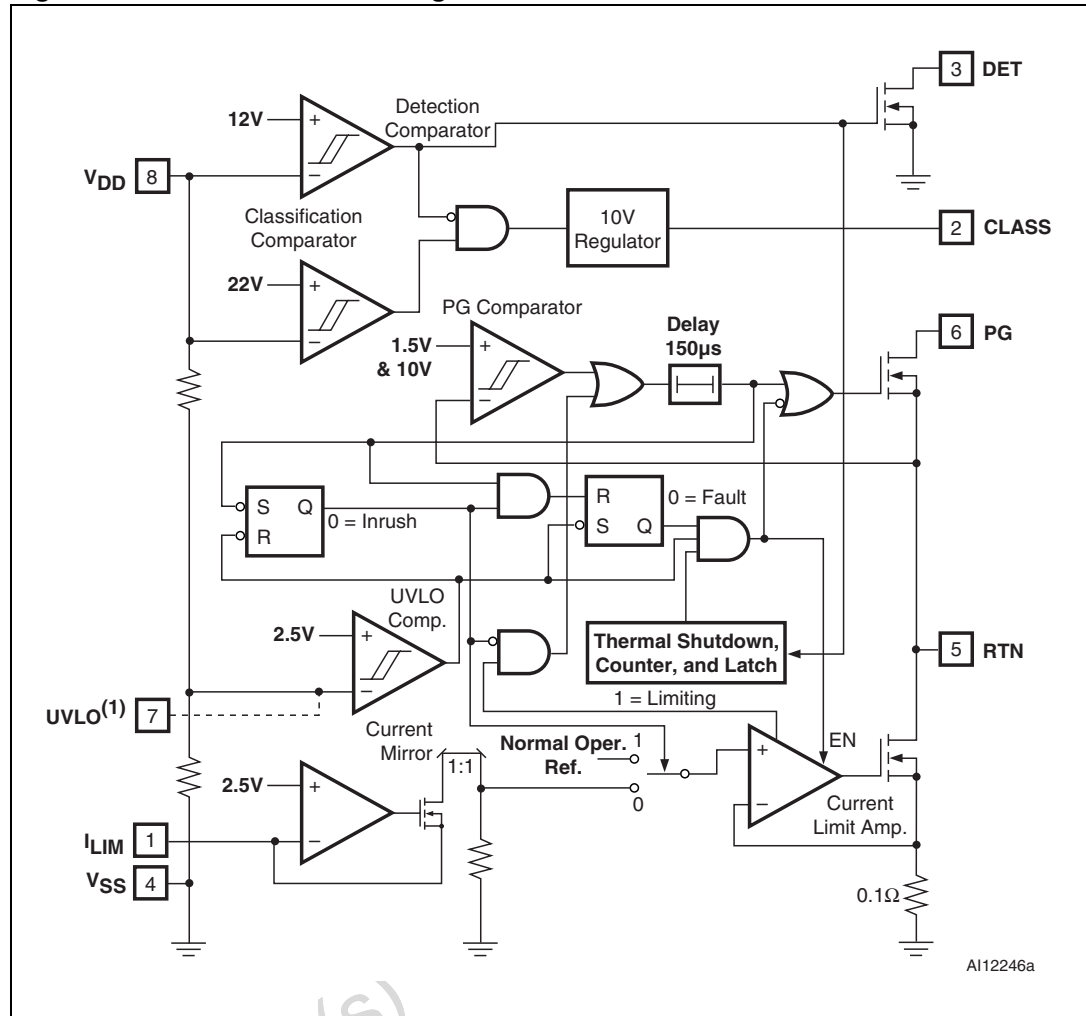 12V
+
−
Detection
Comparator
3 DET
VDD 8
Classification
Comparator
10V
Regulator
2 CLASS
22V
+
−
PG Comparator
1.5V
& 10V
+
−
Delay
150µs
6 PG
S Q
R
0 = Inrush
R
S Q
0 = Fault
UVLO
Comp.
2.5V
+
−
Thermal Shutdown,
Counter, and Latch
5 RTN
UVLO(1) 7
1 = Limiting
Current
Mirror
1:1
Normal Oper.
Ref.
1
0
EN
+
−
Current
Limit Amp.
2.5V
+
−
ILIM 1
VSS 4
0.1Ω
AI12246a
(s)